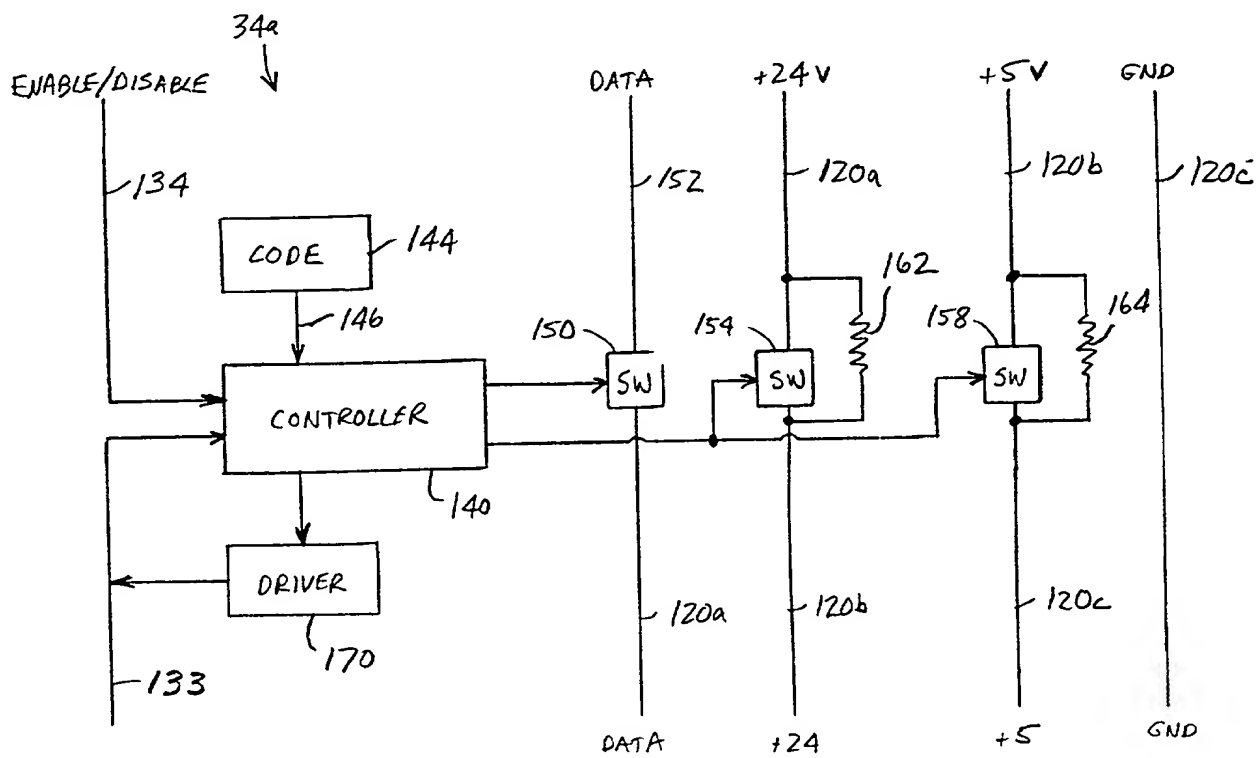 34a
ENABLE/DISABLE
DATA
+24V
+5V
GND
134
152
120a
120b
120c
CODE
144
146
162
164
150
154
158
SW
SW
SW
CONTROLLER
140
DRIVER
170
133
120a
120b
120c
DATA
+24
+5
GND